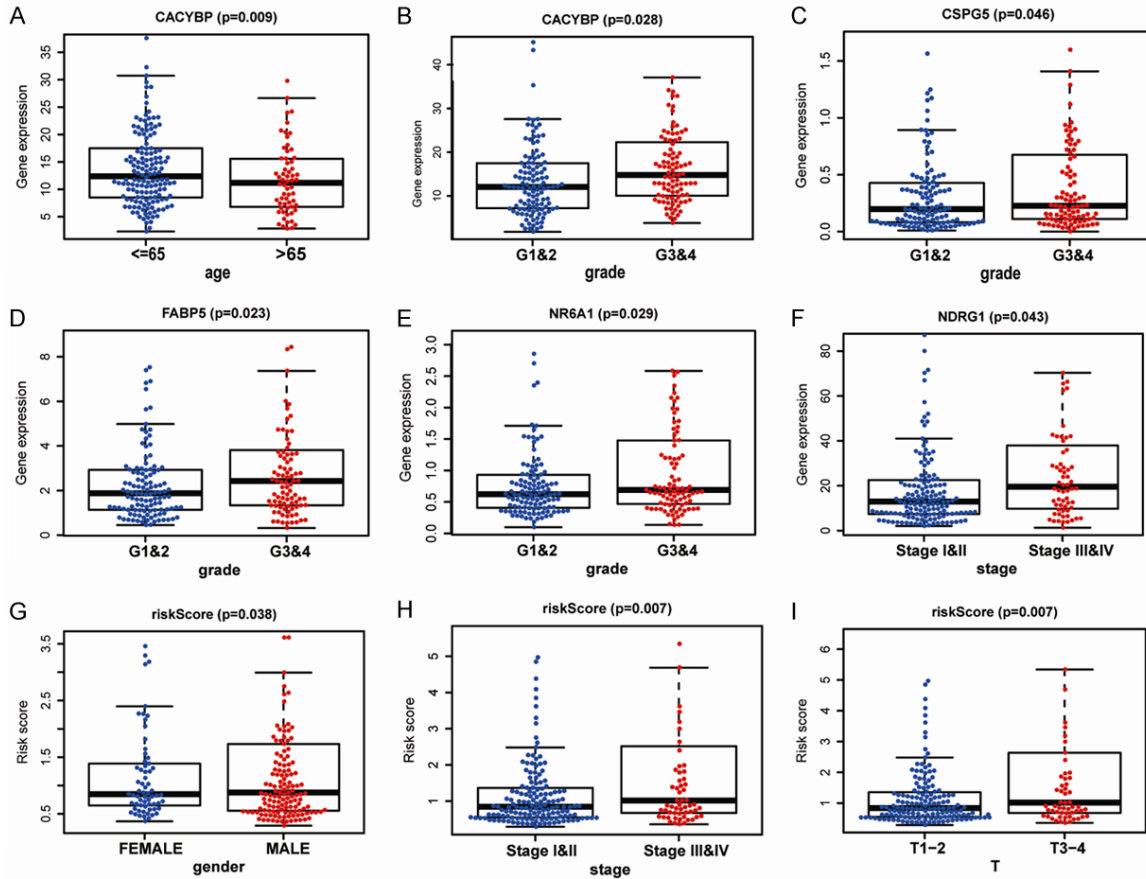 A
CACYBP (p=0.009)
Gene expression
35
30
25
20
15
10
5
<=65
>65
age
B
CACYBP (p=0.028)
Gene expression
40
30
20
10
G1&2
G3&4
grade
C
CSPG5 (p=0.046)
Gene expression
1.5
1.0
0.5
0.0
G1&2
G3&4
grade
D
FABP5 (p=0.023)
Gene expression
8
6
4
2
0
G1&2
G3&4
grade
E
NR6A1 (p=0.029)
Gene expression
3.0
2.5
2.0
1.5
1.0
0.5
0.0
G1&2
G3&4
grade
F
NDRG1 (p=0.043)
Gene expression
80
60
40
20
0
Stage I&II
Stage III&IV
stage
G
riskScore (p=0.038)
Risk score
3.5
2.5
1.5
0.5
FEMALE
MALE
gender
H
riskScore (p=0.007)
Risk score
5
4
3
2
1
Stage I&II
Stage III&IV
stage
I
riskScore (p=0.007)
Risk score
6
5
4
3
2
1
T1-2
T3-4
T